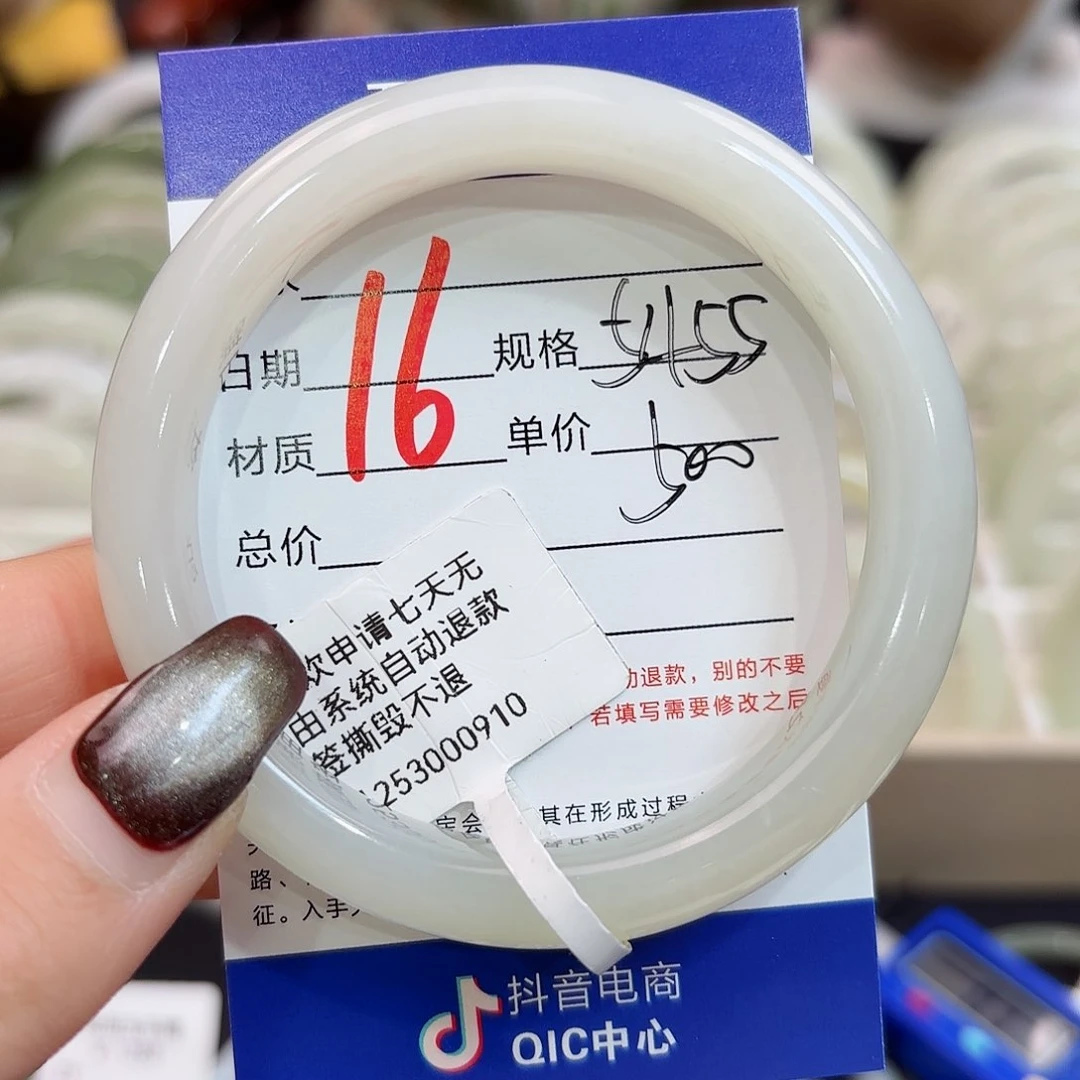 日期 16 规格
材质 单价 500
总价
欢申请七天无
由系统自动退款
签撕毁不退
1253000910
动退款，别的不要
若填写需要修改之后
其在形成过程
路、
征。入手
抖音电商
QIC中心